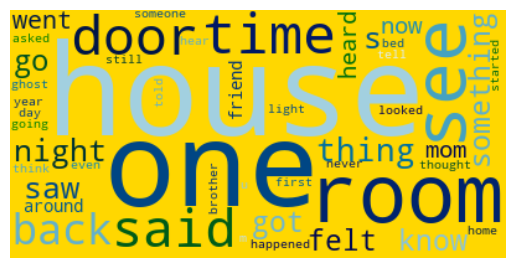 went
someone
door
time
heard
s
now
see
something
asked
hear
bed
tell
still
house
go
ghost
told
friend
looked
started
year
day
going
light
night
one
thing
mom
never
thought
think
even
saw
brother
u
first
room
around
m
back
said
got
felt
know
home
happened